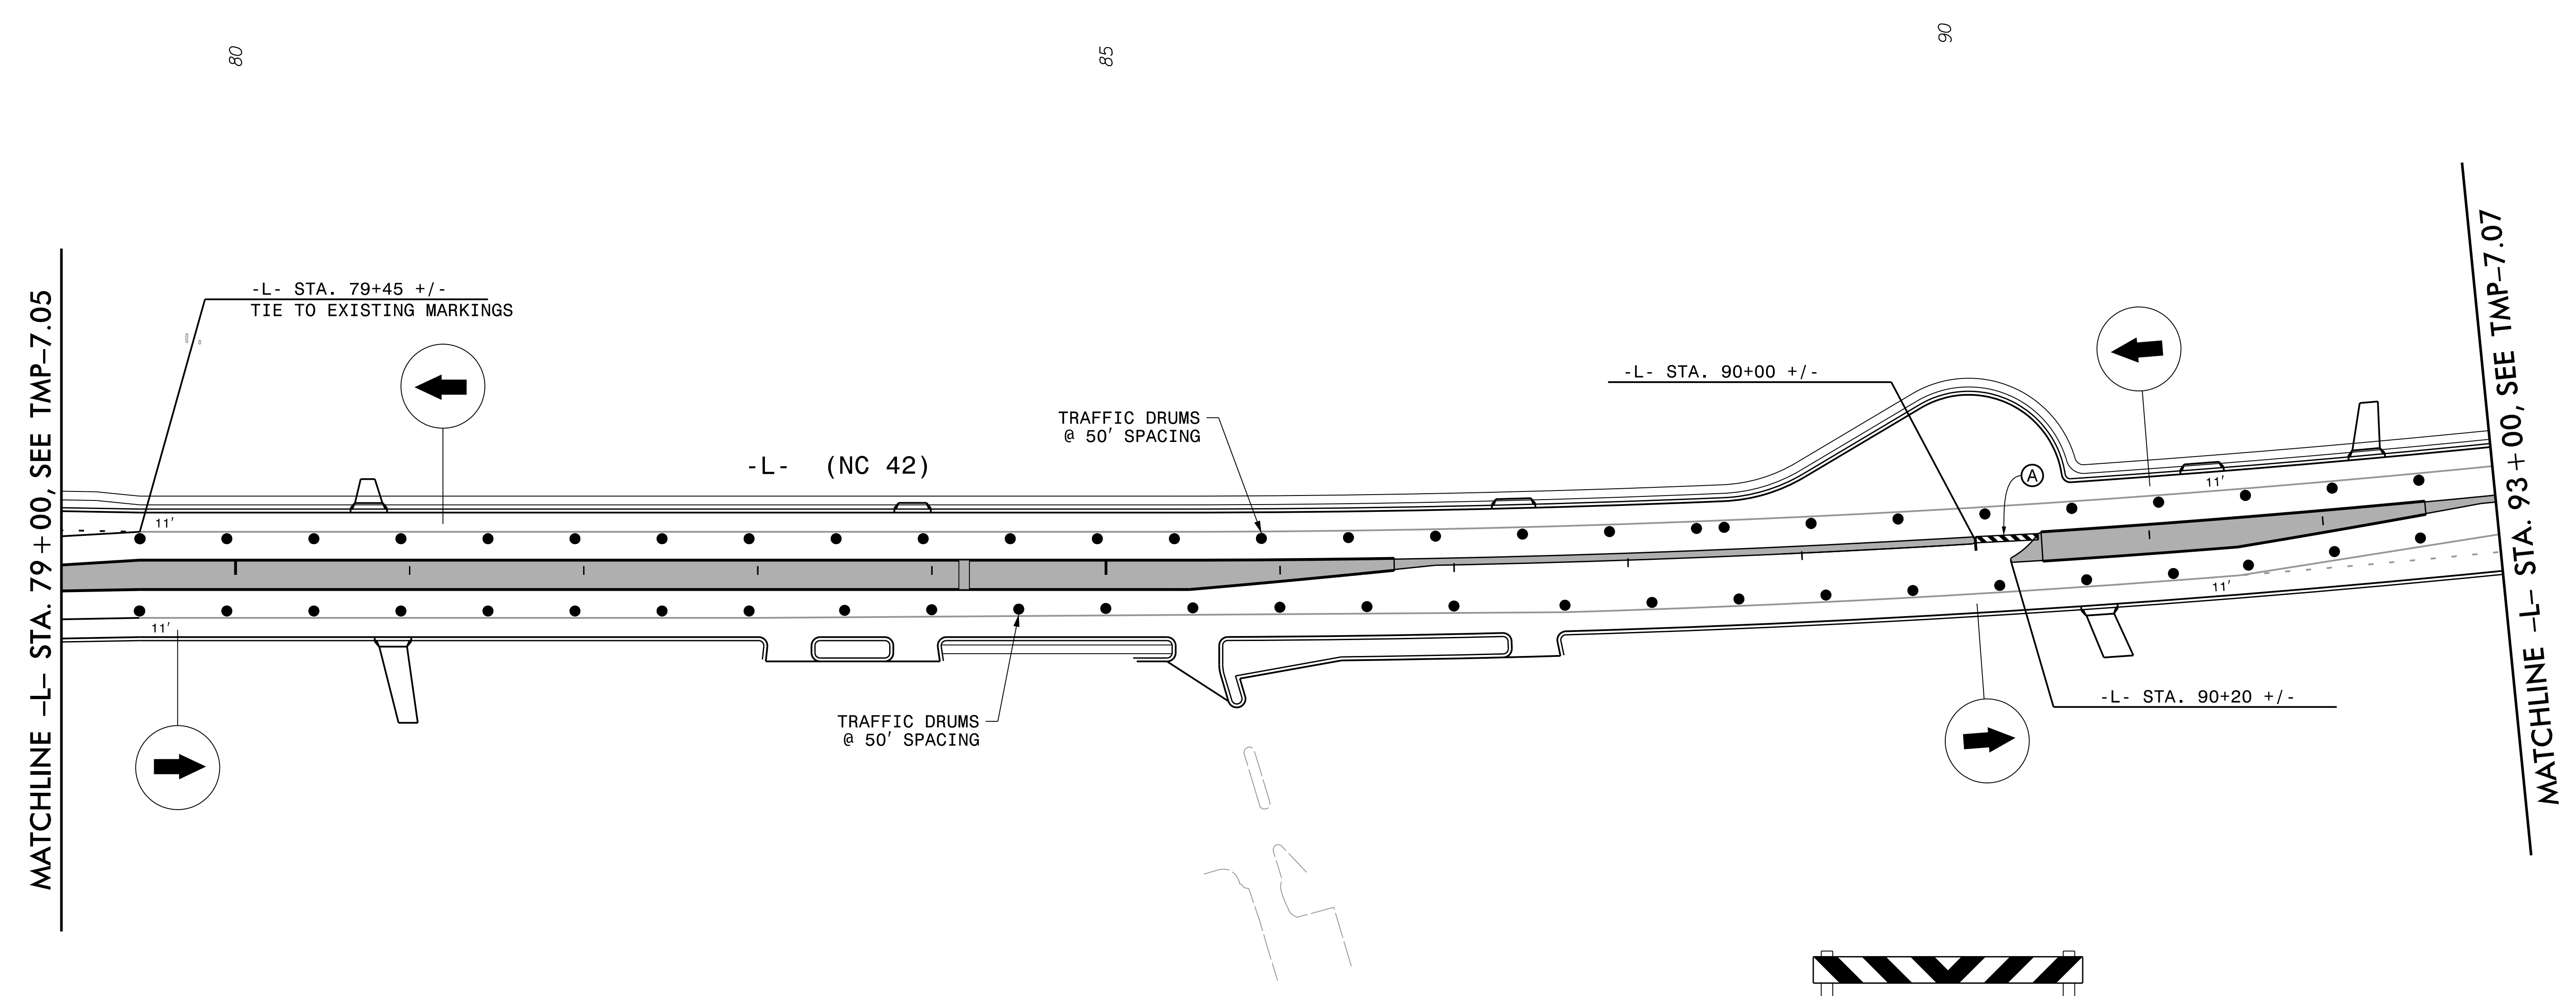 80
85
90
MATCHLINE -L- STA. 79+00, SEE TMP-7.05
-L- STA. 79+45 +/-
TIE TO EXISTING MARKINGS
-L- (NC 42)
TRAFFIC DRUMS
@ 50' SPACING
-L- STA. 90+00 +/-
A
11'
11'
11'
11'
TRAFFIC DRUMS
@ 50' SPACING
-L- STA. 90+20 +/-
MATCHLINE -L- STA. 93+00, SEE TMP-7.07